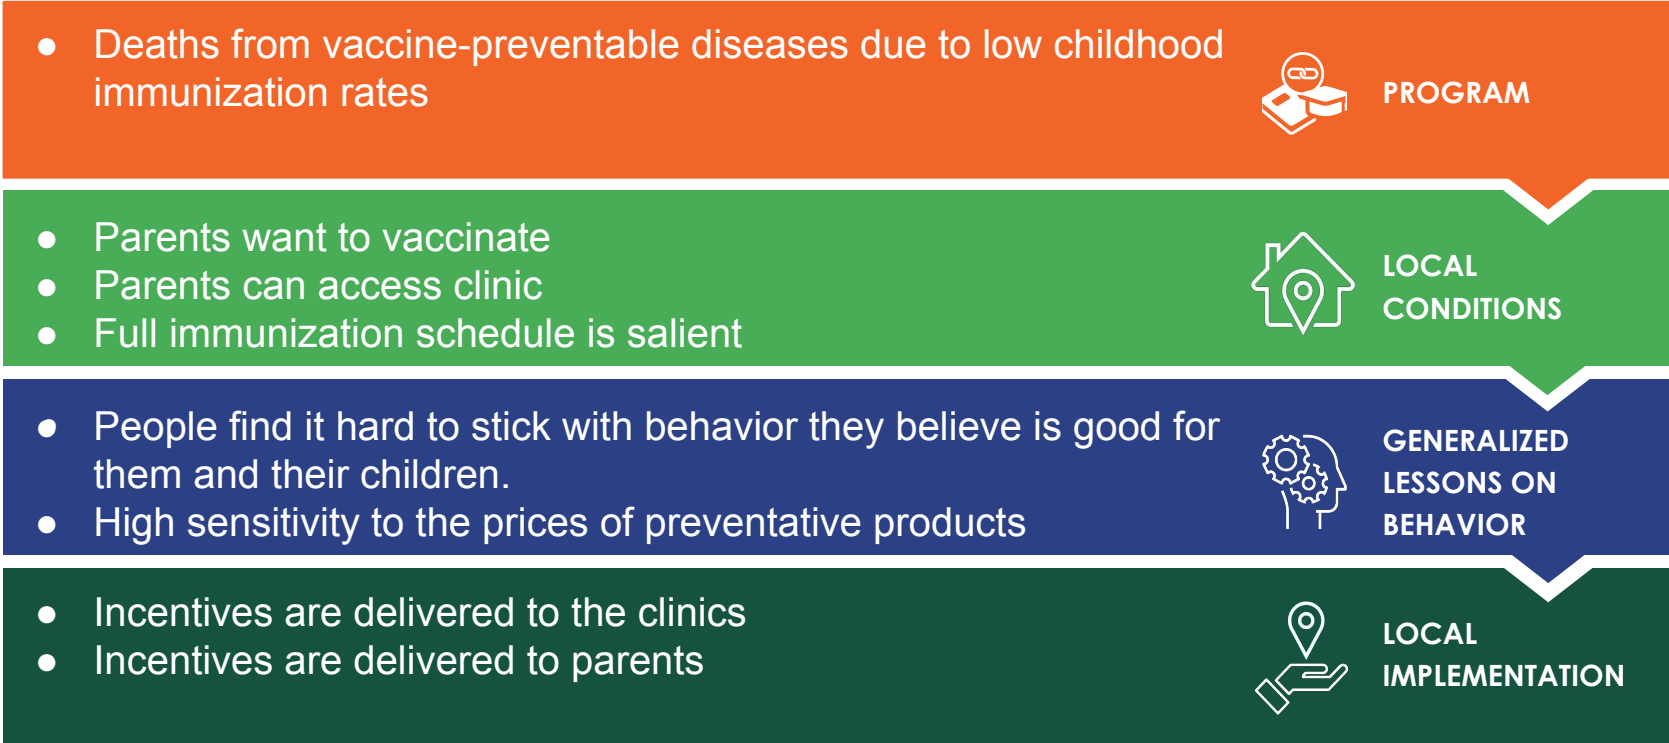 ● Deaths from vaccine-preventable diseases due to low childhood
immunization rates
PROGRAM
● Parents want to vaccinate
● Parents can access clinic
● Full immunization schedule is salient
LOCAL
CONDITIONS
● People find it hard to stick with behavior they believe is good for
them and their children.
● High sensitivity to the prices of preventative products
GENERALIZED
LESSONS ON
BEHAVIOR
● Incentives are delivered to the clinics
● Incentives are delivered to parents
LOCAL
IMPLEMENTATION